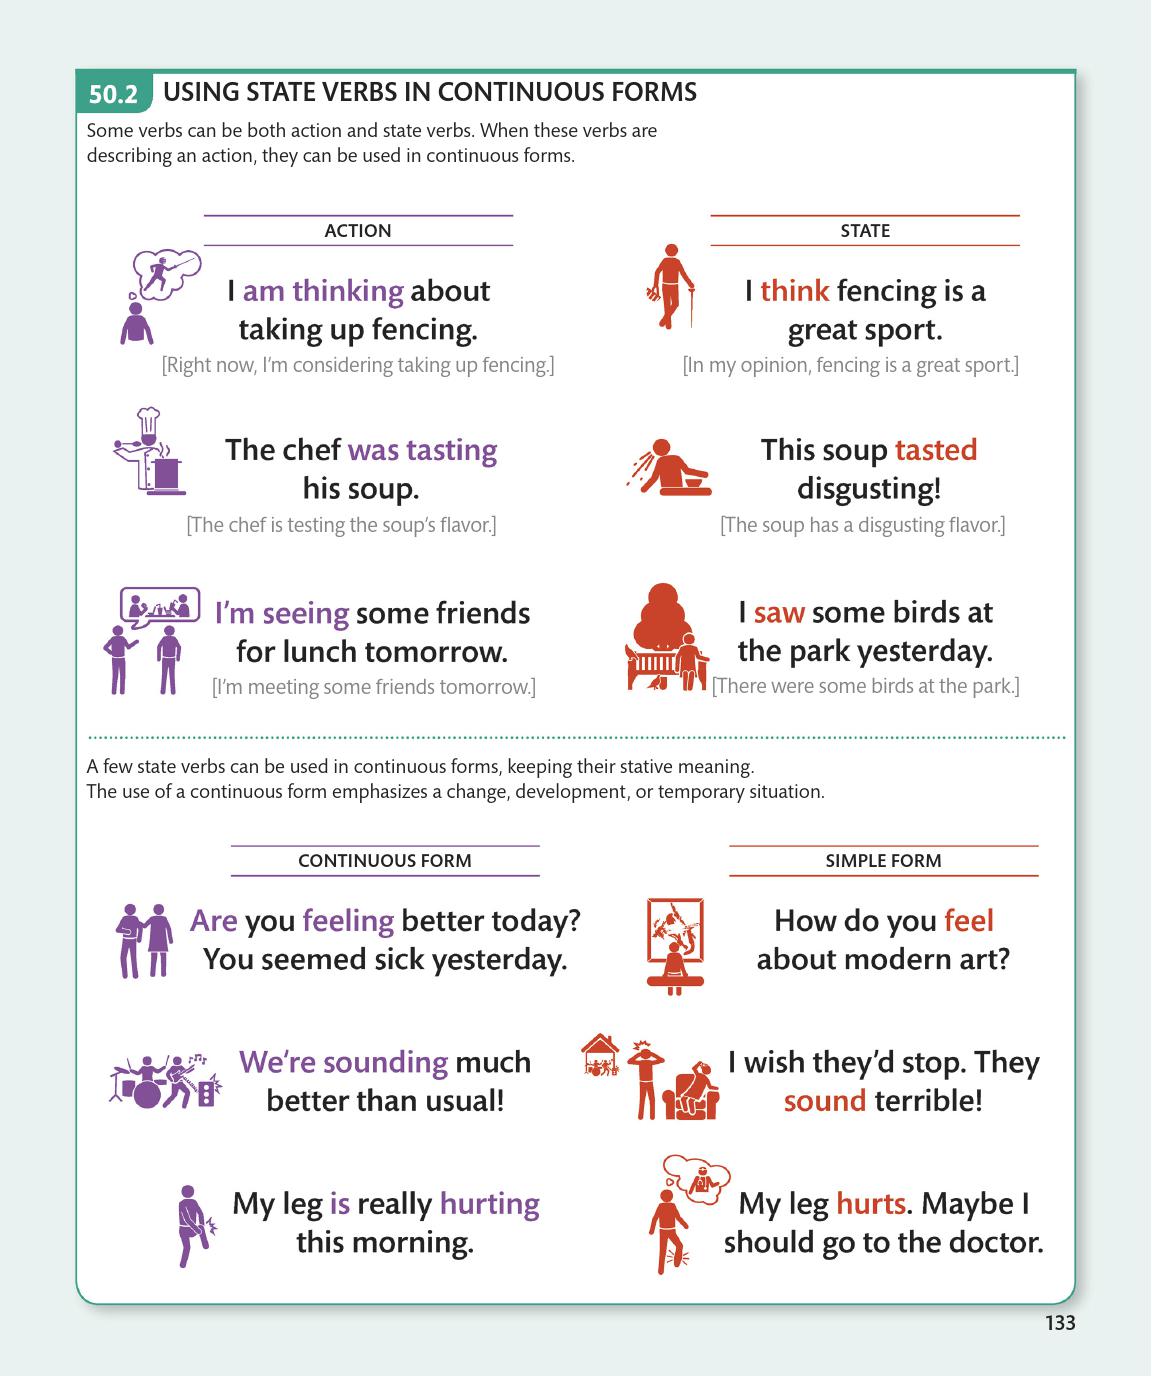 50.2 USING STATE VERBS IN CONTINUOUS FORMS
Some verbs can be both action and state verbs. When these verbs are
describing an action, they can be used in continuous forms.
ACTION
I am thinking about
taking up fencing.
[Right now, I'm considering taking up fencing.]
The chef was tasting
his soup.
[The chef is testing the soup's flavor.]
I'm seeing some friends
for lunch tomorrow.
[I'm meeting some friends tomorrow.]
STATE
I think fencing is a
great sport.
[In my opinion, fencing is a great sport.]
This soup tasted
disgusting!
[The soup has a disgusting flavor.]
I saw some birds at
the park yesterday.
[There were some birds at the park.]
A few state verbs can be used in continuous forms, keeping their stative meaning.
The use of a continuous form emphasizes a change, development, or temporary situation.
CONTINUOUS FORM
Are you feeling better today?
You seemed sick yesterday.
We're sounding much
better than usual!
My leg is really hurting
this morning.
SIMPLE FORM
How do you feel
about modern art?
I wish they'd stop. They
sound terrible!
My leg hurts. Maybe I
should go to the doctor.
133